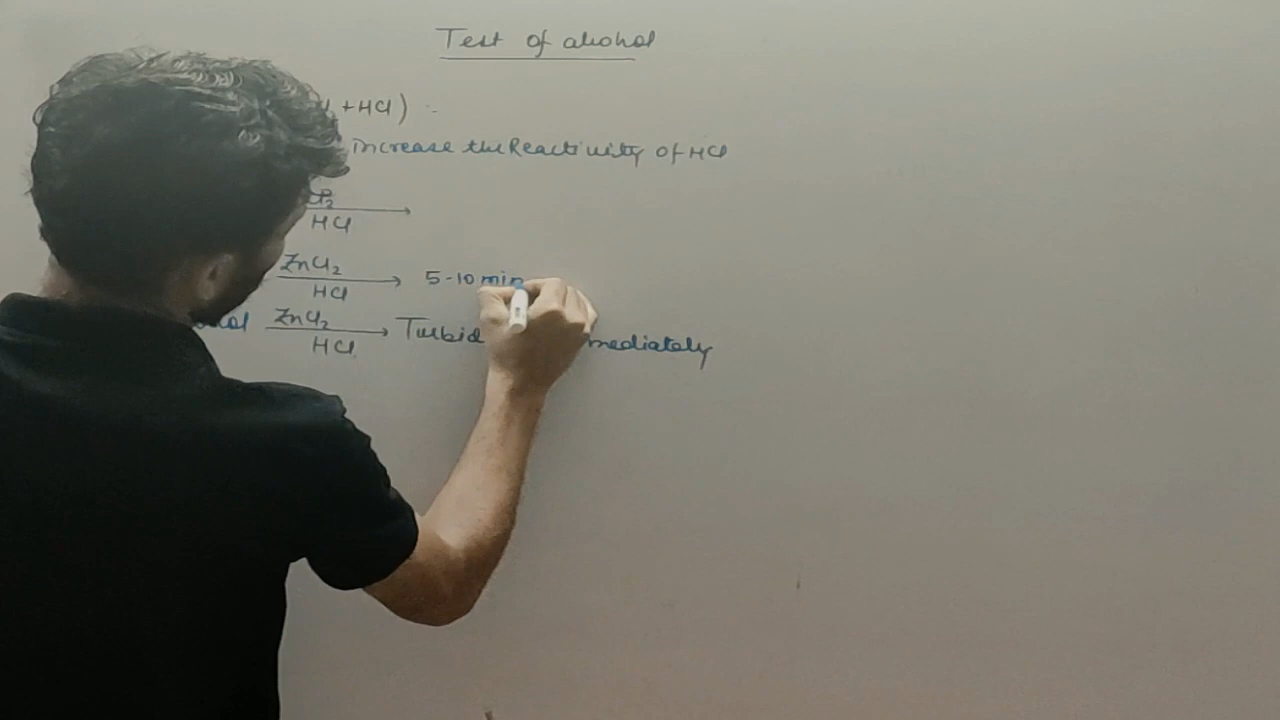 Test of alcohol
+HCl) :-
increase the Reactivity of HCl
HCl
ZnCl2 5-10 min
HCl
ZnCl2 Turbid mediately
HCl